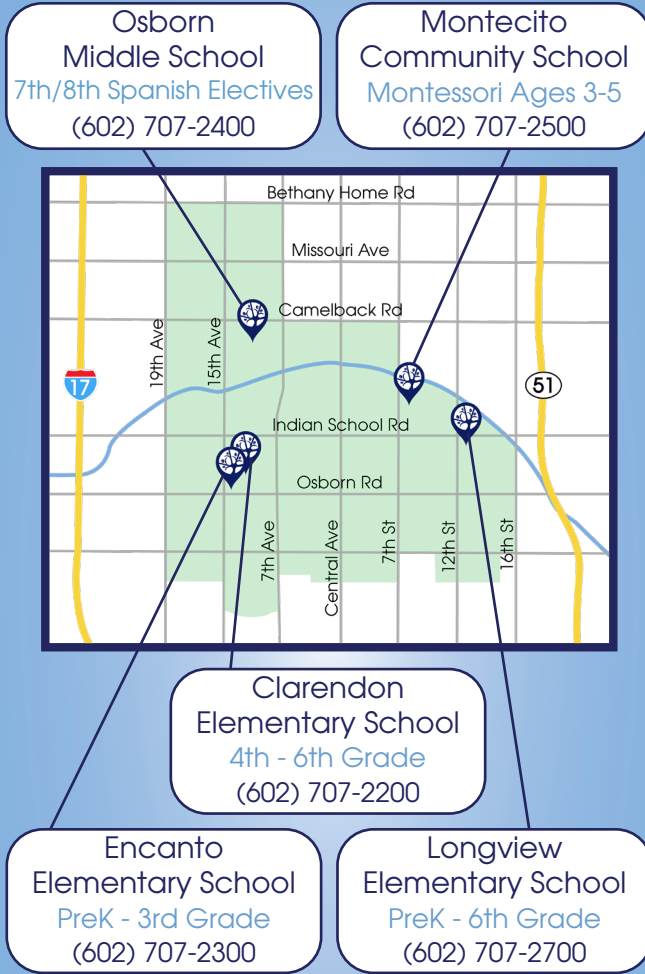 Osborn
Middle School
7th/8th Spanish Electives
(602) 707-2400
Montecito
Community School
Montessori Ages 3-5
(602) 707-2500
Bethany Home Rd
Missouri Ave
Camelback Rd
19th Ave
15th Ave
17
51
Indian School Rd
Osborn Rd
7th Ave
Central Ave
7th St
12th St
16th St
Clarendon
Elementary School
4th - 6th Grade
(602) 707-2200
Encanto
Elementary School
PreK - 3rd Grade
(602) 707-2300
Longview
Elementary School
PreK - 6th Grade
(602) 707-2700